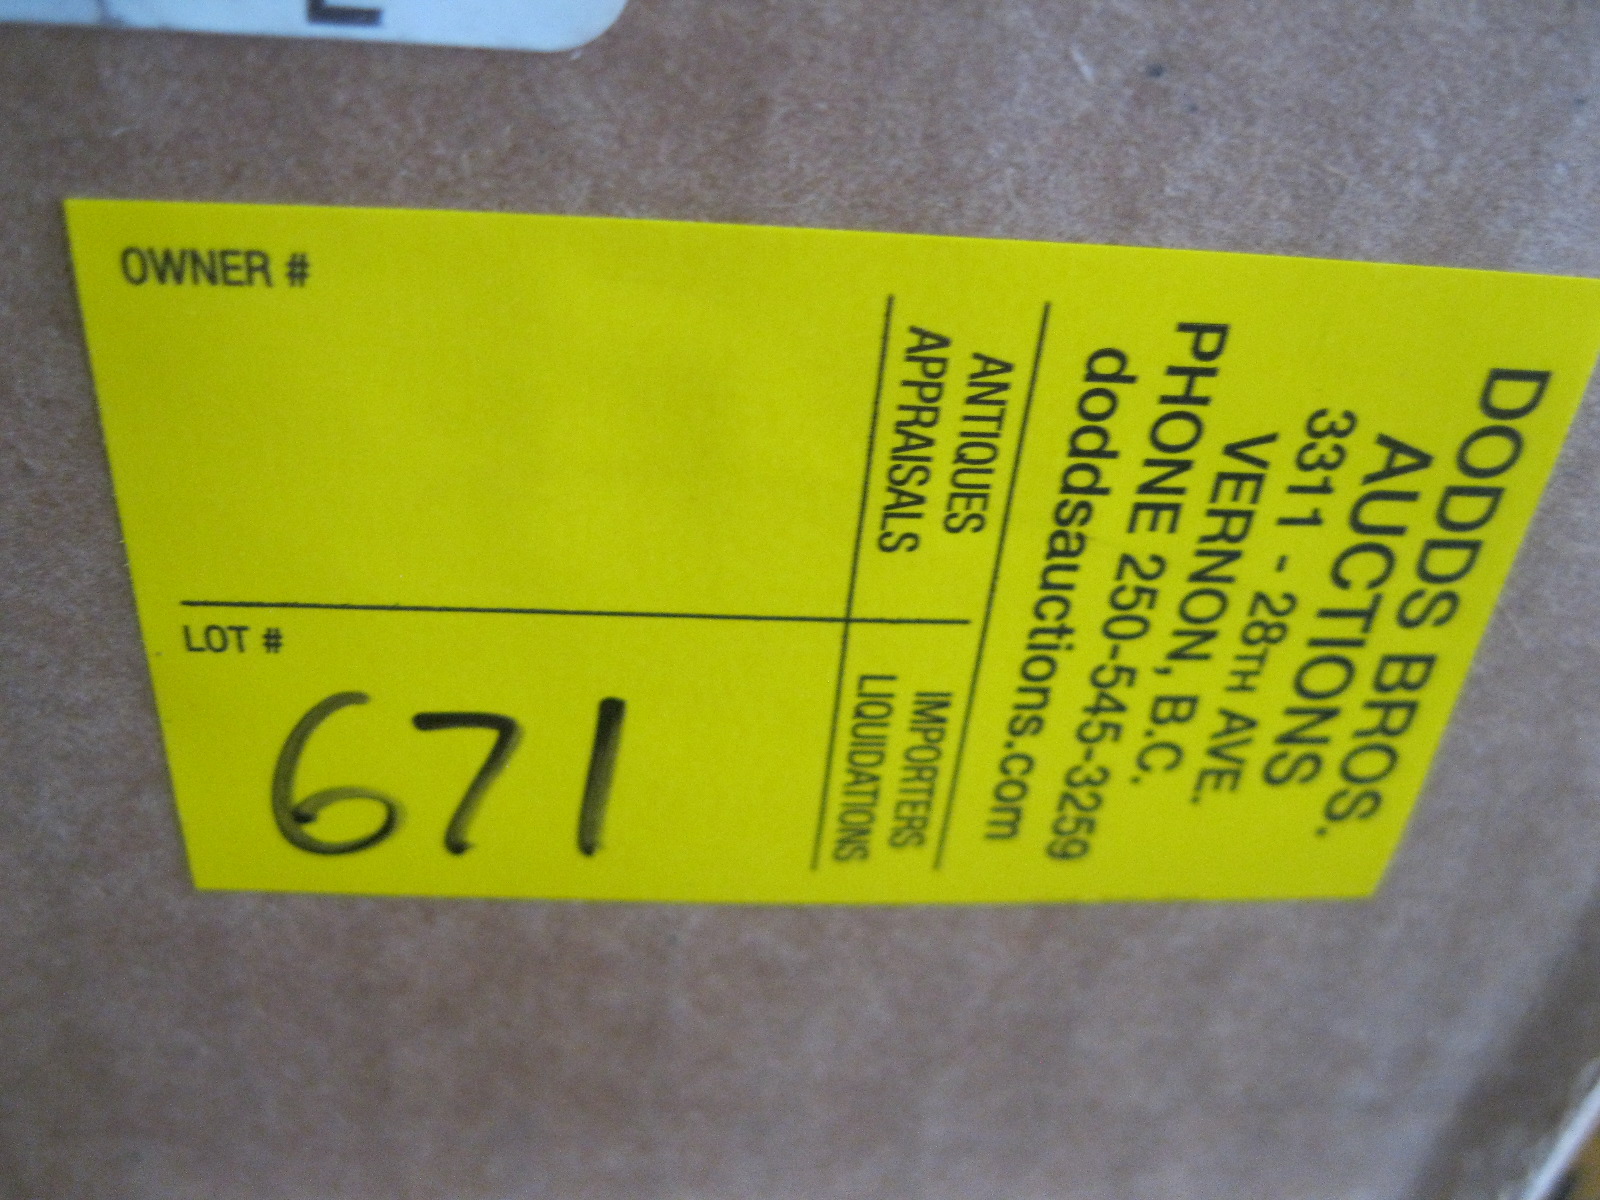 DODDS BROS.
AUCTIONS
3311 - 28TH AVE.
VERNON, B.C.
PHONE 250-545-3259
doddsauctions.com
ANTIQUES
APPRAISALS
IMPORTERS
LIQUIDATIONS
OWNER #
LOT #
671